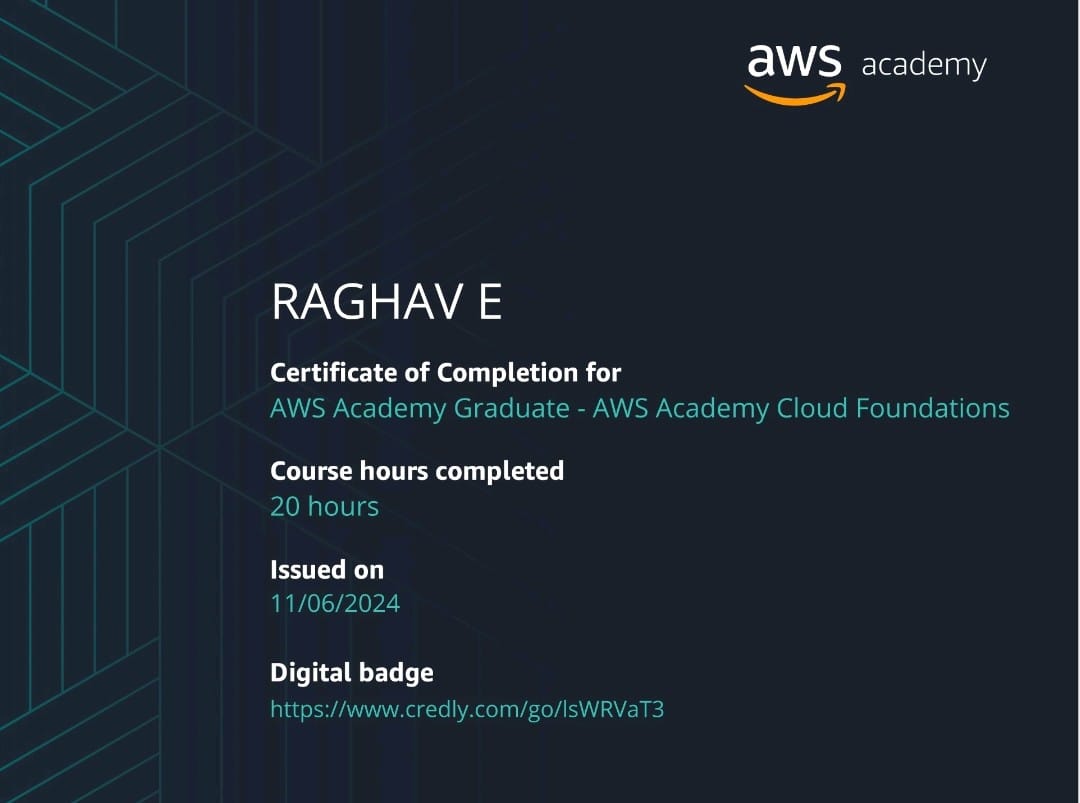 aws academy
RAGHAV E
Certificate of Completion for
AWS Academy Graduate - AWS Academy Cloud Foundations
Course hours completed
20 hours
Issued on
11/06/2024
Digital badge
https://www.credly.com/go/lsWRVaT3